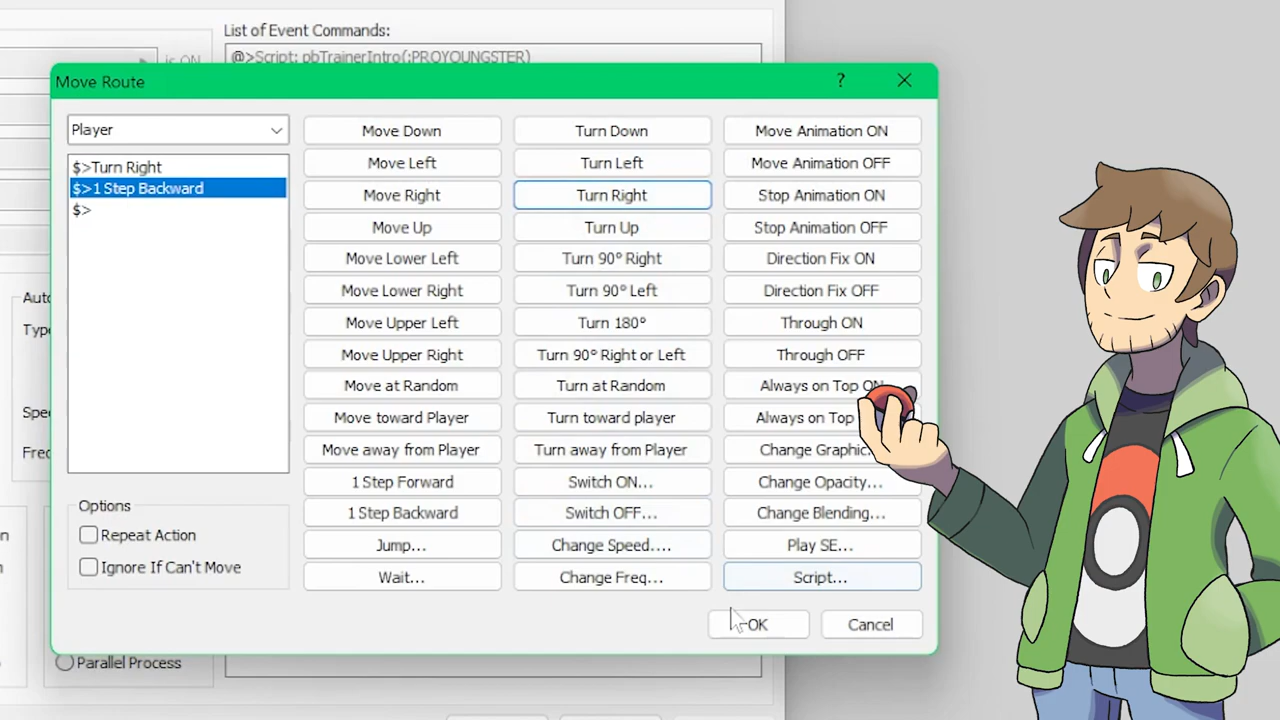 List of Event Commands:
is ON
@>Script: pbTrainerIntro(:PROYOUNGSTER)
Move Route
?
Player
Move Down
Turn Down
Move Animation ON
$>Turn Right
Move Left
Turn Left
Move Animation OFF
$>1 Step Backward
Move Right
Turn Right
Stop Animation ON
$>
Move Up
Turn Up
Stop Animation OFF
Move Lower Left
Turn 90° Right
Direction Fix ON
Move Lower Right
Turn 90° Left
Direction Fix OFF
Move Upper Left
Turn 180°
Through ON
Move Upper Right
Turn 90° Right or Left
Through OFF
Move at Random
Turn at Random
Always on Top ON
Move toward Player
Turn toward player
Always on Top
Move away from Player
Turn away from Player
Change Graphic...
1 Step Forward
Switch ON...
Change Opacity...
Options
1 Step Backward
Switch OFF...
Change Blending...
Repeat Action
Jump...
Change Speed....
Play SE...
Ignore If Can't Move
Wait...
Change Freq...
Script...
OK
Cancel
Parallel Process